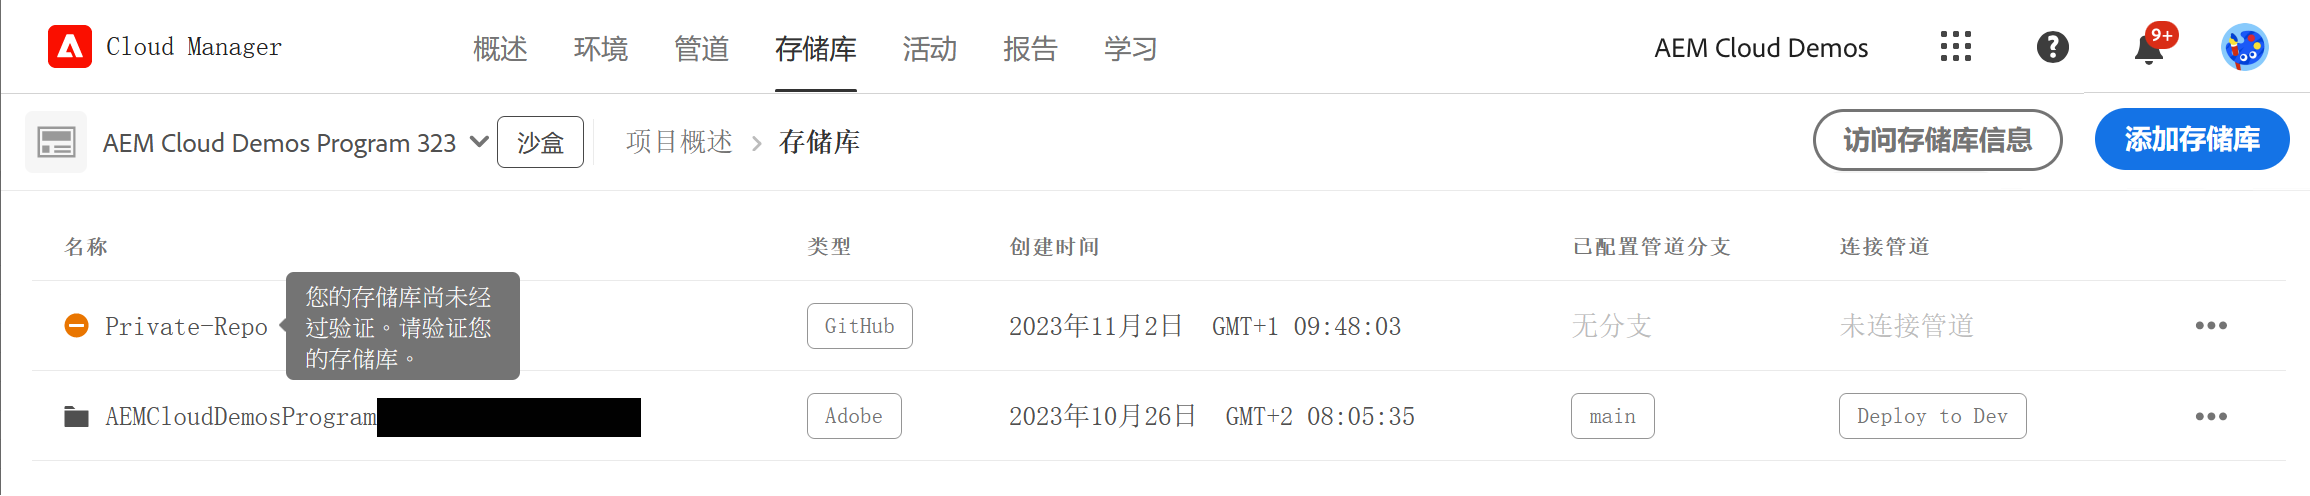 Cloud Manager 概述 环境 管道 存储库 活动 报告 学习 AEM Cloud Demos 9+
AEM Cloud Demos Program 323 沙盒 项目概述 存储库 访问存储库信息 添加存储库
名称 类型 创建时间 已配置管道分支 连接管道
Private-Repo GitHub 2023年11月2日 GMT+1 09:48:03 无分支 未连接管道
您的存储库尚未经
过验证。请验证您
的存储库。
AEMCloudDemosProgram Adobe 2023年10月26日 GMT+2 08:05:35 main Deploy to Dev